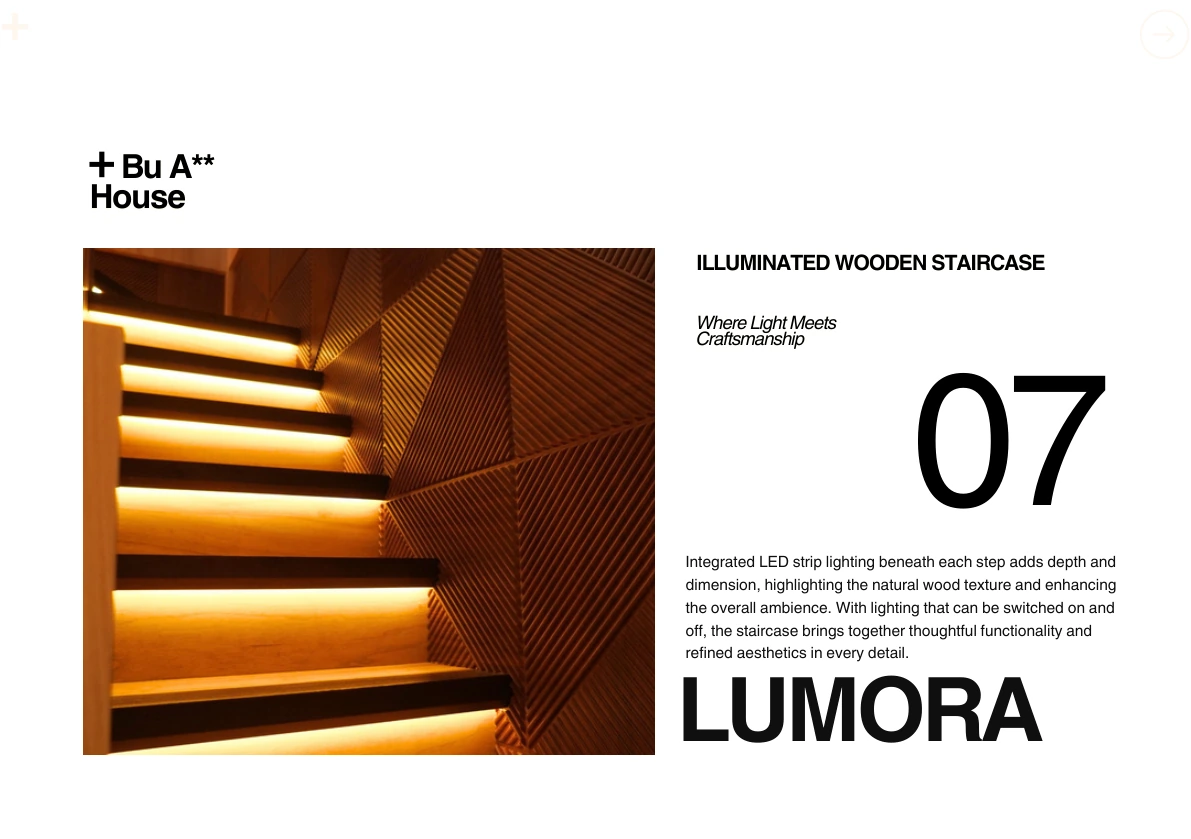 + Bu A**
House
ILLUMINATED WOODEN STAIRCASE
Where Light Meets
Craftsmanship
07
Integrated LED strip lighting beneath each step adds depth and
dimension, highlighting the natural wood texture and enhancing
the overall ambience. With lighting that can be switched on and
off, the staircase brings together thoughtful functionality and
refined aesthetics in every detail.
LUMORA